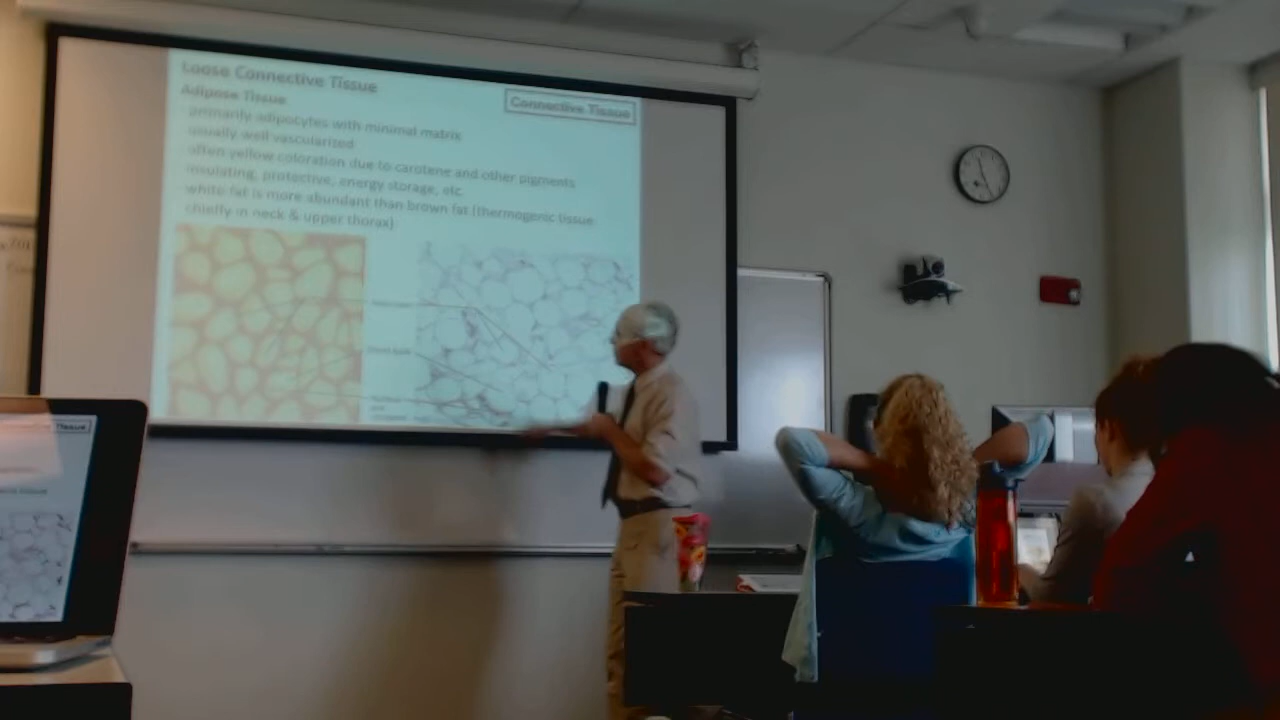 Loose Connective Tissue
Connective Tissue
Adipose Tissue
primarily adipocytes with minimal matrix
usually well vascularized
often yellow coloration due to carotene and other pigments
insulating, protective, energy storage, etc.
white fat is more abundant than brown fat (thermogenic tissue
chiefly in neck & upper thorax)
Tissue